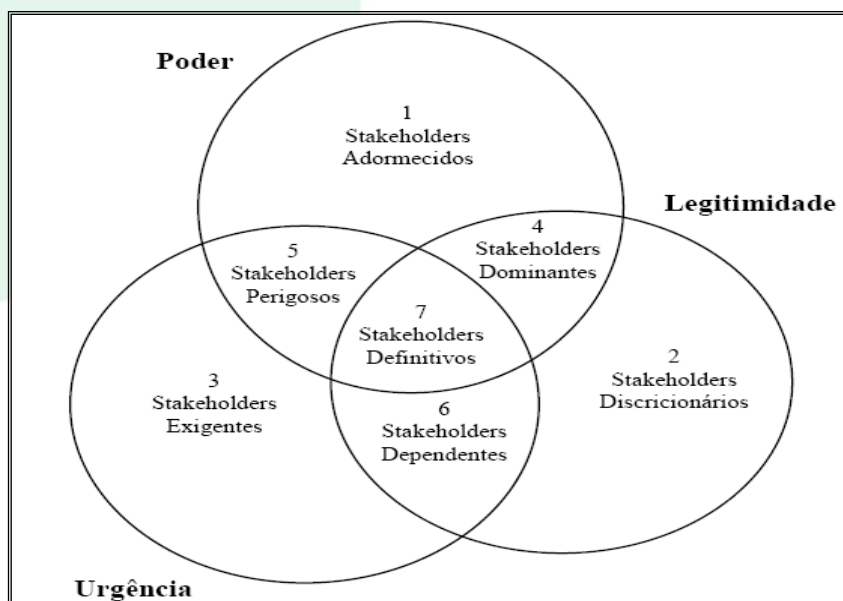 Poder
1
Stakeholders
Adormecidos
Legitimidade
4
Stakeholders
Dominantes
5
Stakeholders
Perigosos
7
Stakeholders
Definitivos
2
Stakeholders
Discricionários
3
Stakeholders
Exigentes
6
Stakeholders
Dependentes
Urgência